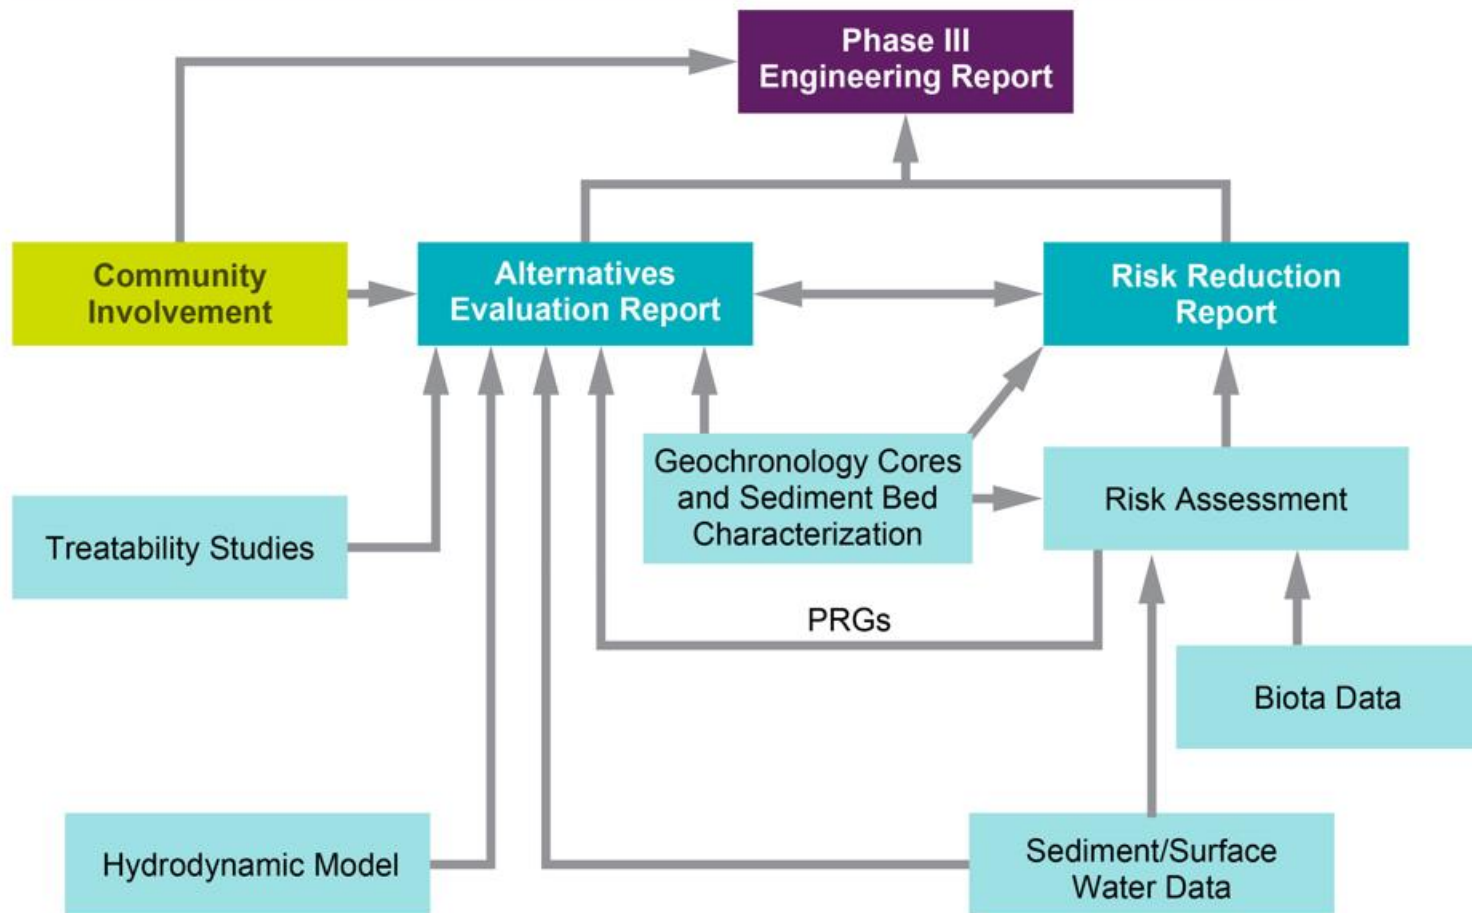 Phase III
Engineering Report
Community
Involvement
Alternatives
Evaluation Report
Risk Reduction
Report
Geochronology Cores
and Sediment Bed
Characterization
Risk Assessment
Treatability Studies
PRGs
Biota Data
Hydrodynamic Model
Sediment/Surface
Water Data